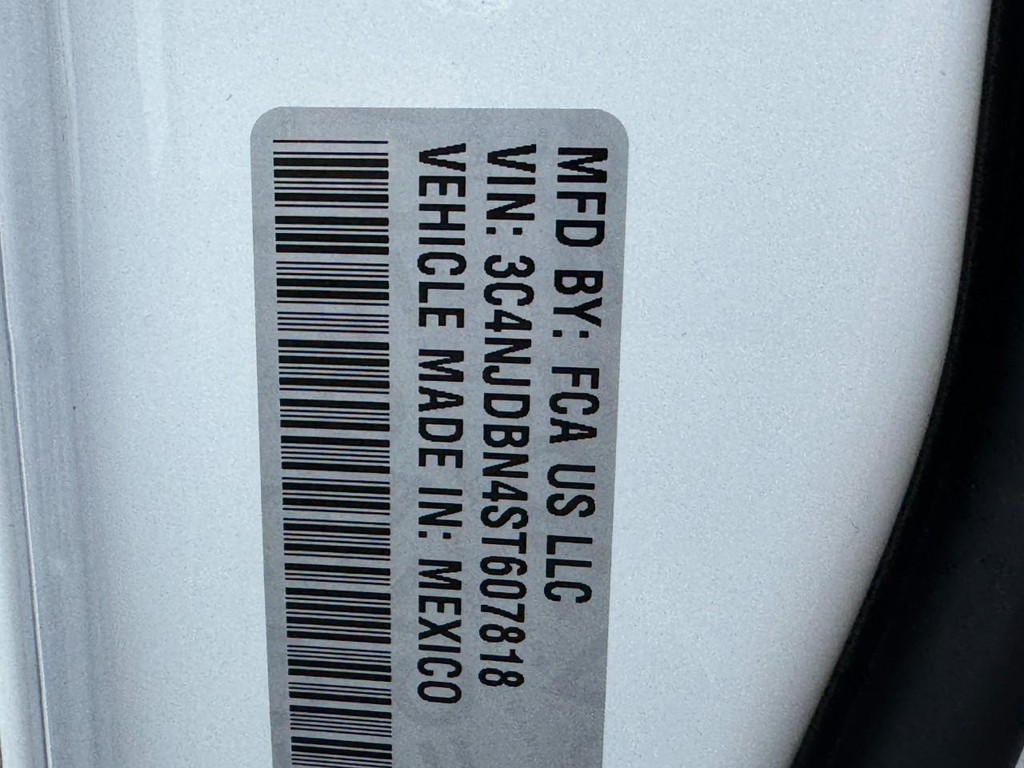 MFD BY: FCA US LLC
VIN: 3C4NJDBN4ST607818
VEHICLE MADE IN: MEXICO